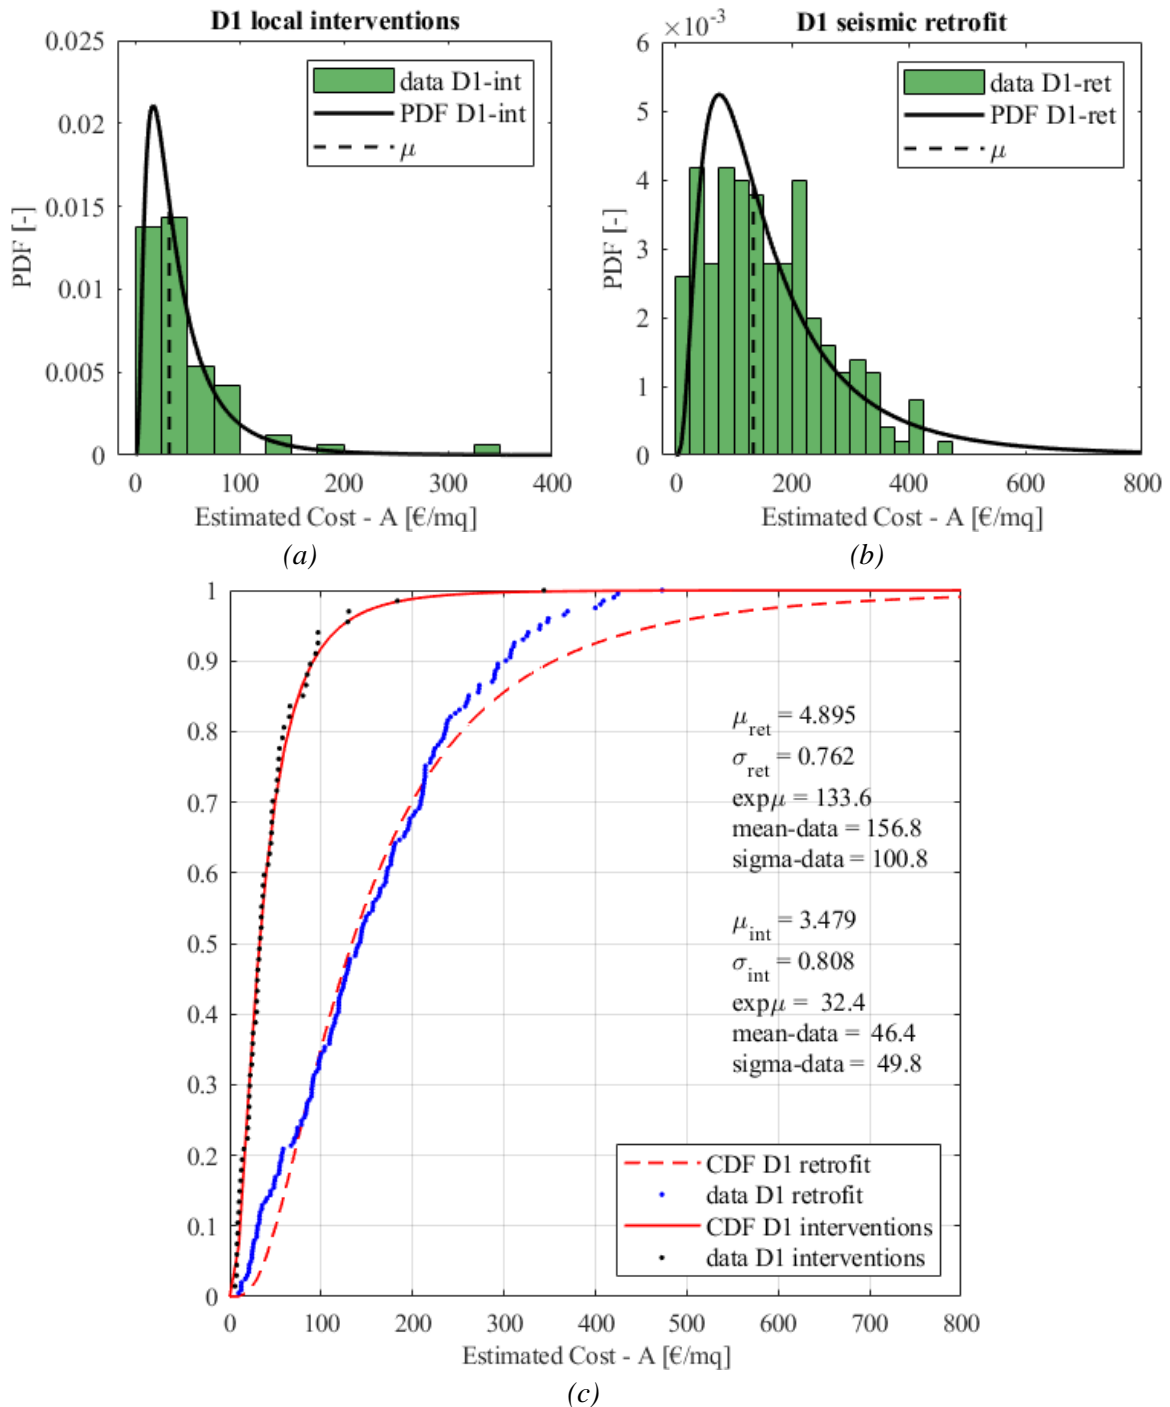 D1 local interventions
0.025
0.02
0.015
0.01
0.005
0
PDF [-]
data D1-int
PDF D1-int
μ
0 100 200 300 400
Estimated Cost - A [€/mq]
(a)
D1 seismic retrofit
×10⁻³
6
5
4
3
2
1
0
PDF [-]
data D1-ret
PDF D1-ret
μ
0 200 400 600 800
Estimated Cost - A [€/mq]
(b)
1
0.9
0.8
0.7
0.6
0.5
0.4
0.3
0.2
0.1
0
μ_ret = 4.895
σ_ret = 0.762
expμ = 133.6
mean-data = 156.8
sigma-data = 100.8
μ_int = 3.479
σ_int = 0.808
expμ = 32.4
mean-data = 46.4
sigma-data = 49.8
CDF D1 retrofit
data D1 retrofit
CDF D1 interventions
data D1 interventions
0 100 200 300 400 500 600 700 800
Estimated Cost - A [€/mq]
(c)